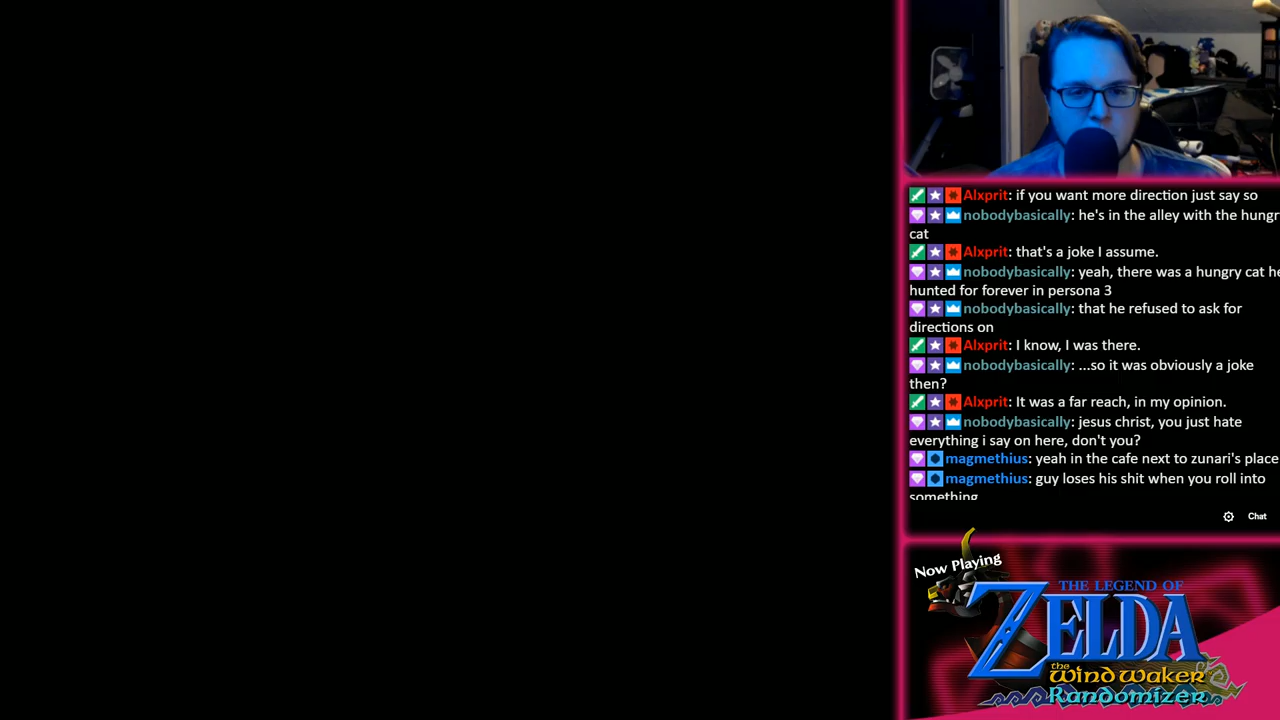 Alxprit: if you want more direction just say so
nobodybasically: he's in the alley with the hungr
cat
Alxprit: that's a joke I assume.
nobodybasically: yeah, there was a hungry cat he
hunted for forever in persona 3
nobodybasically: that he refused to ask for
directions on
Alxprit: I know, I was there.
nobodybasically: ...so it was obviously a joke
then?
Alxprit: It was a far reach, in my opinion.
nobodybasically: jesus christ, you just hate
everything i say on here, don't you?
magmethius: yeah in the cafe next to zunari's place
magmethius: guy loses his shit when you roll into
something
Chat
Now Playing
THE LEGEND OF
ZELDA
the
Wind Waker
Randomizer